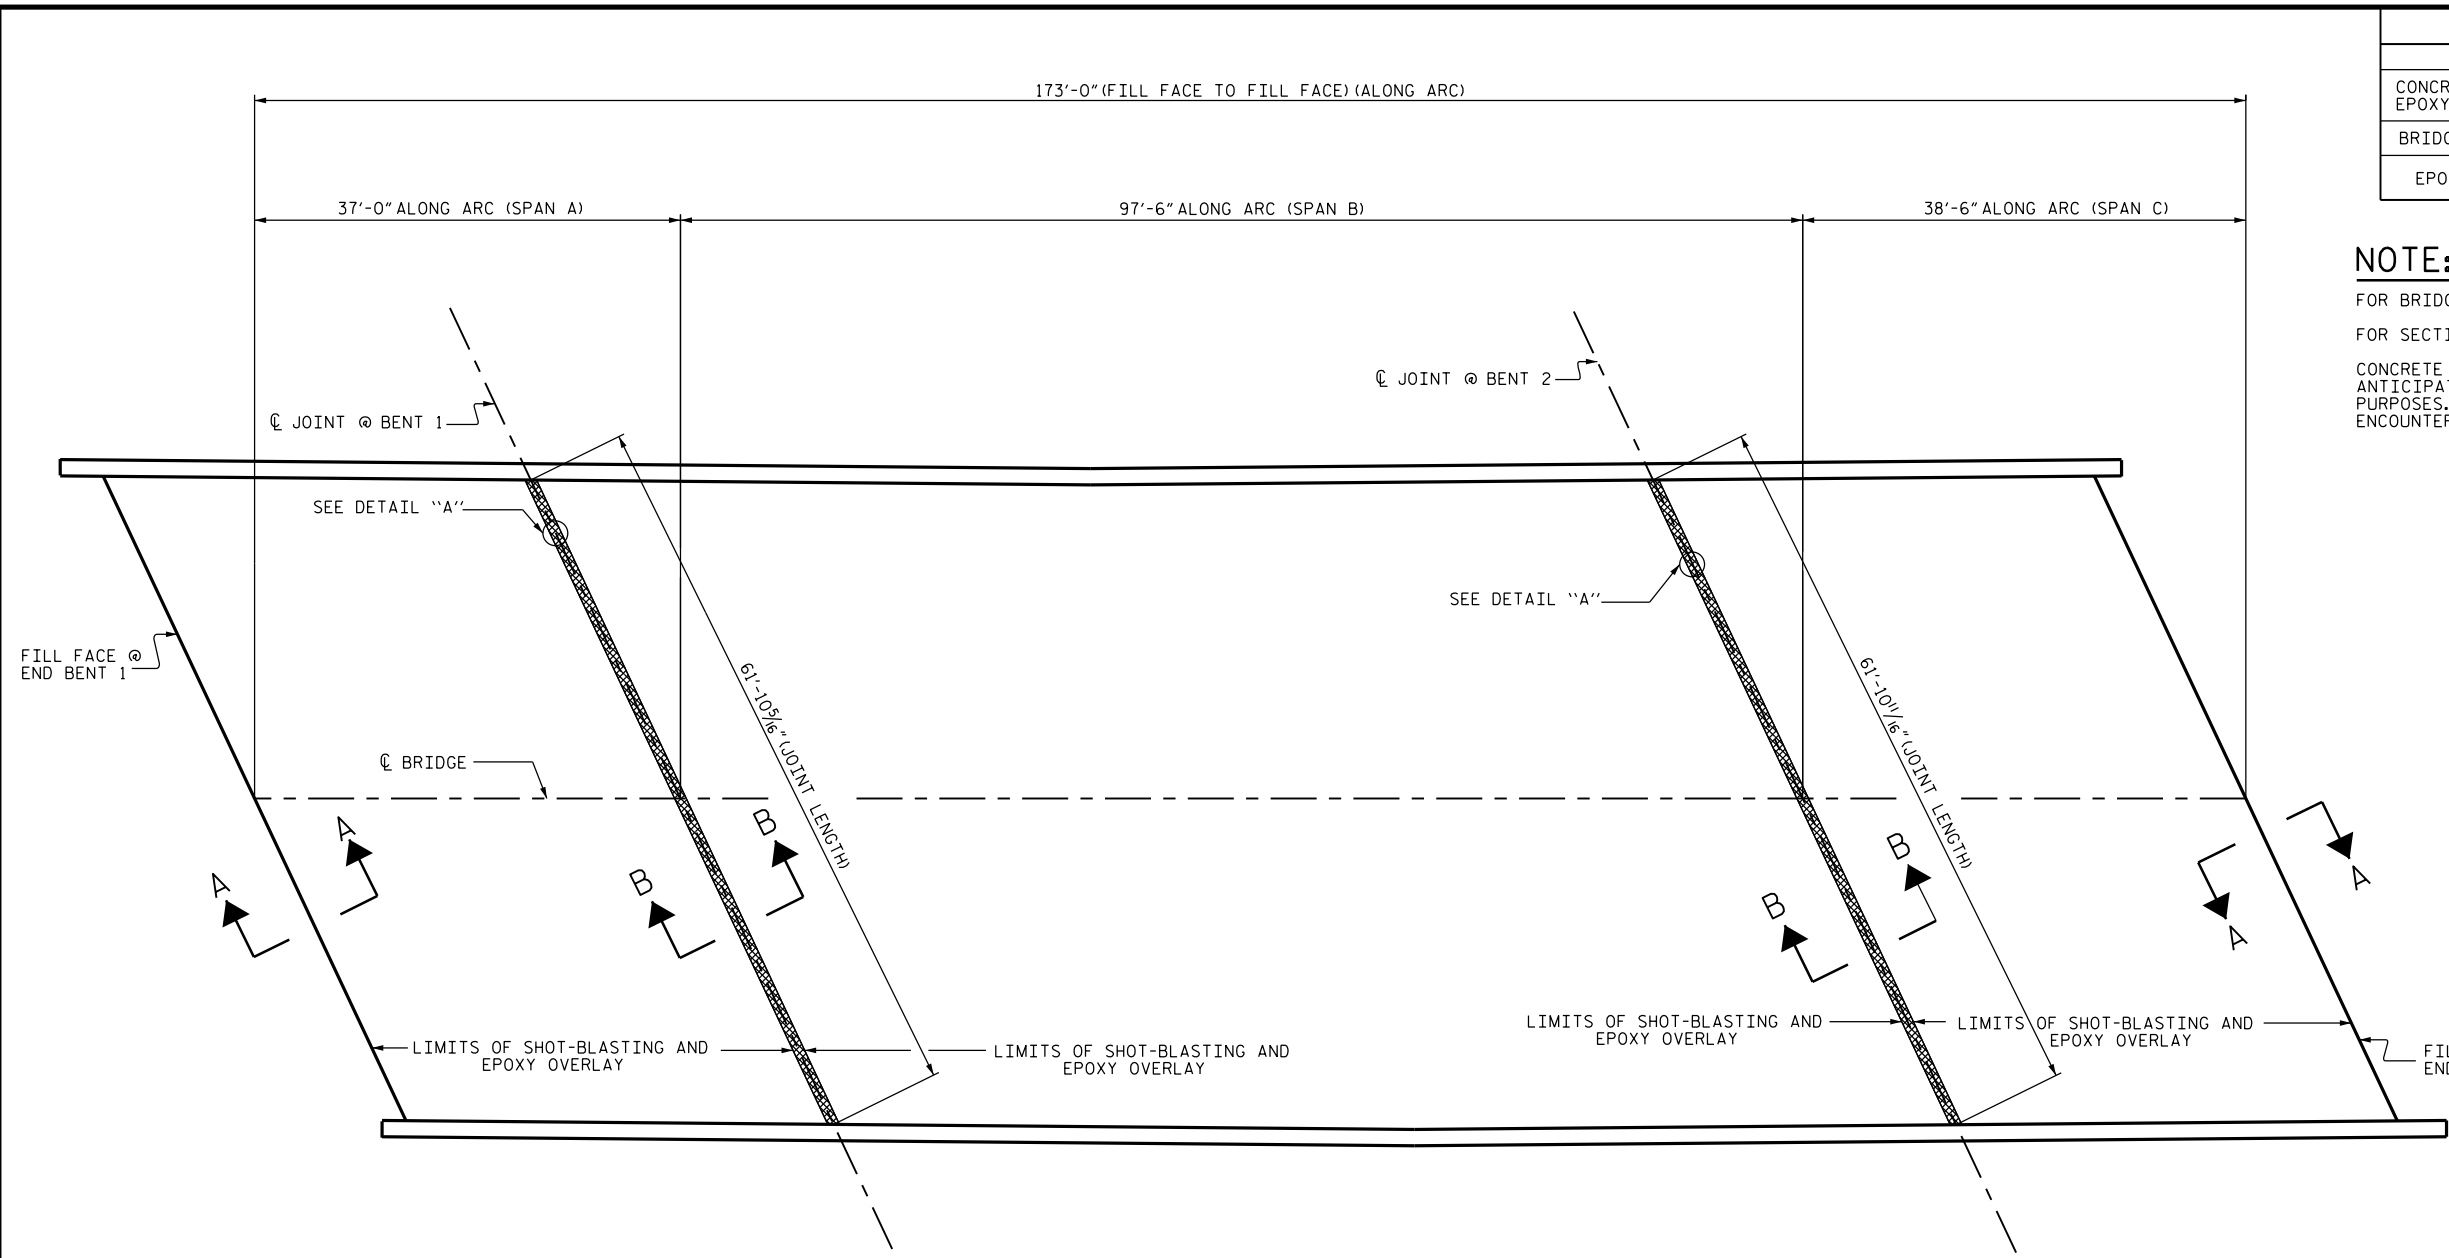 173'-0" (FILL FACE TO FILL FACE) (ALONG ARC)
37'-0" ALONG ARC (SPAN A)
97'-6" ALONG ARC (SPAN B)
38'-6" ALONG ARC (SPAN C)
CONCR
EPOXY
BRIDG
EPO
NOTE:
FOR BRIDG
FOR SECTI
CONCRETE
ANTICIPAT
PURPOSES.
ENCOUNTER
℄ JOINT @ BENT 1
℄ JOINT @ BENT 2
SEE DETAIL ``A''
SEE DETAIL ``A''
FILL FACE @
END BENT 1
61'-10 5/16" (JOINT LENGTH)
61'-10 11/16" (JOINT LENGTH)
℄ BRIDGE
A
A
B
B
B
B
A
A
LIMITS OF SHOT-BLASTING AND
EPOXY OVERLAY
LIMITS OF SHOT-BLASTING AND
EPOXY OVERLAY
LIMITS OF SHOT-BLASTING AND
EPOXY OVERLAY
LIMITS OF SHOT-BLASTING AND
EPOXY OVERLAY
FIL
END